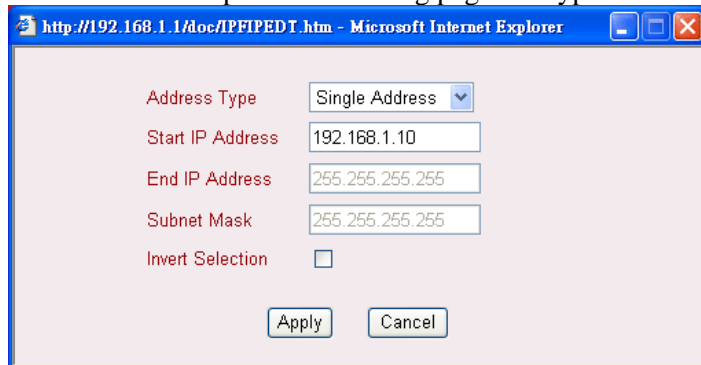 http://192.168.1.1/doc/IPFIPEDT.htm - Microsoft Internet Explorer
Address Type Single Address
Start IP Address 192.168.1.10
End IP Address 255.255.255.255
Subnet Mask 255.255.255.255
Invert Selection
Apply Cancel